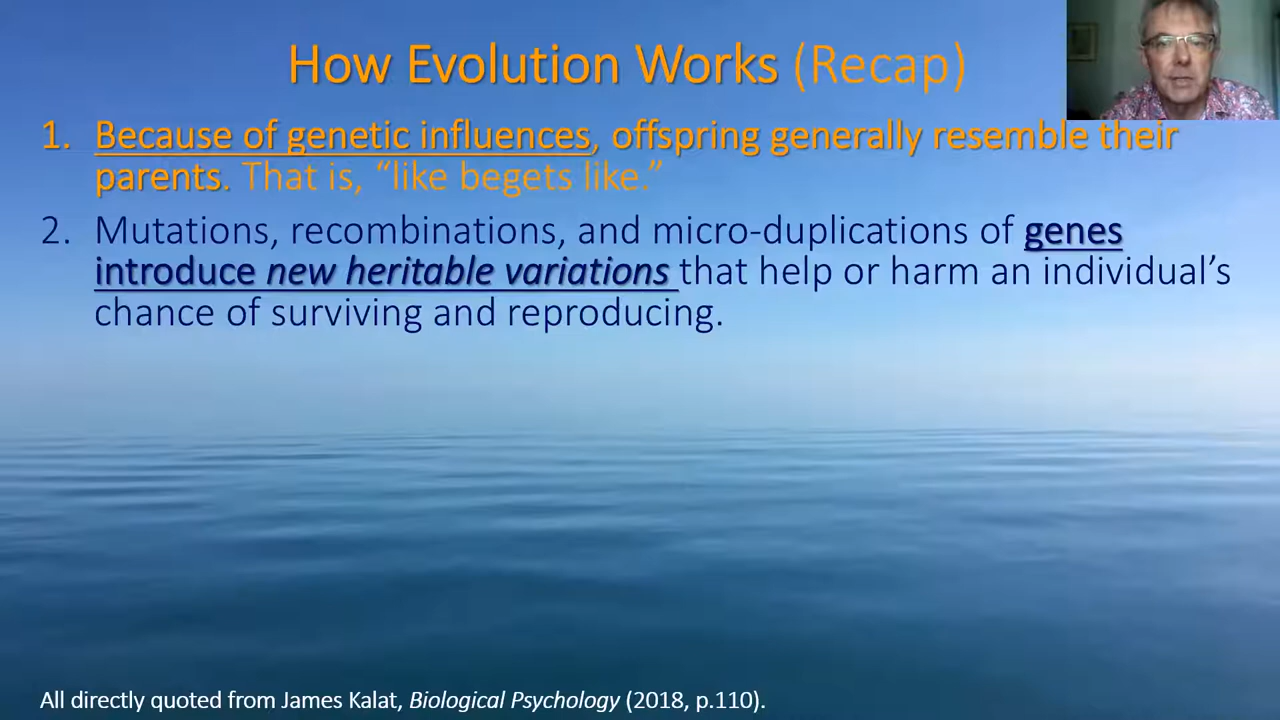 How Evolution Works (Recap)
1. Because of genetic influences, offspring generally resemble their
parents. That is, “like begets like.”
2. Mutations, recombinations, and micro-duplications of genes
introduce new heritable variations that help or harm an individual’s
chance of surviving and reproducing.
All directly quoted from James Kalat, Biological Psychology (2018, p.110).